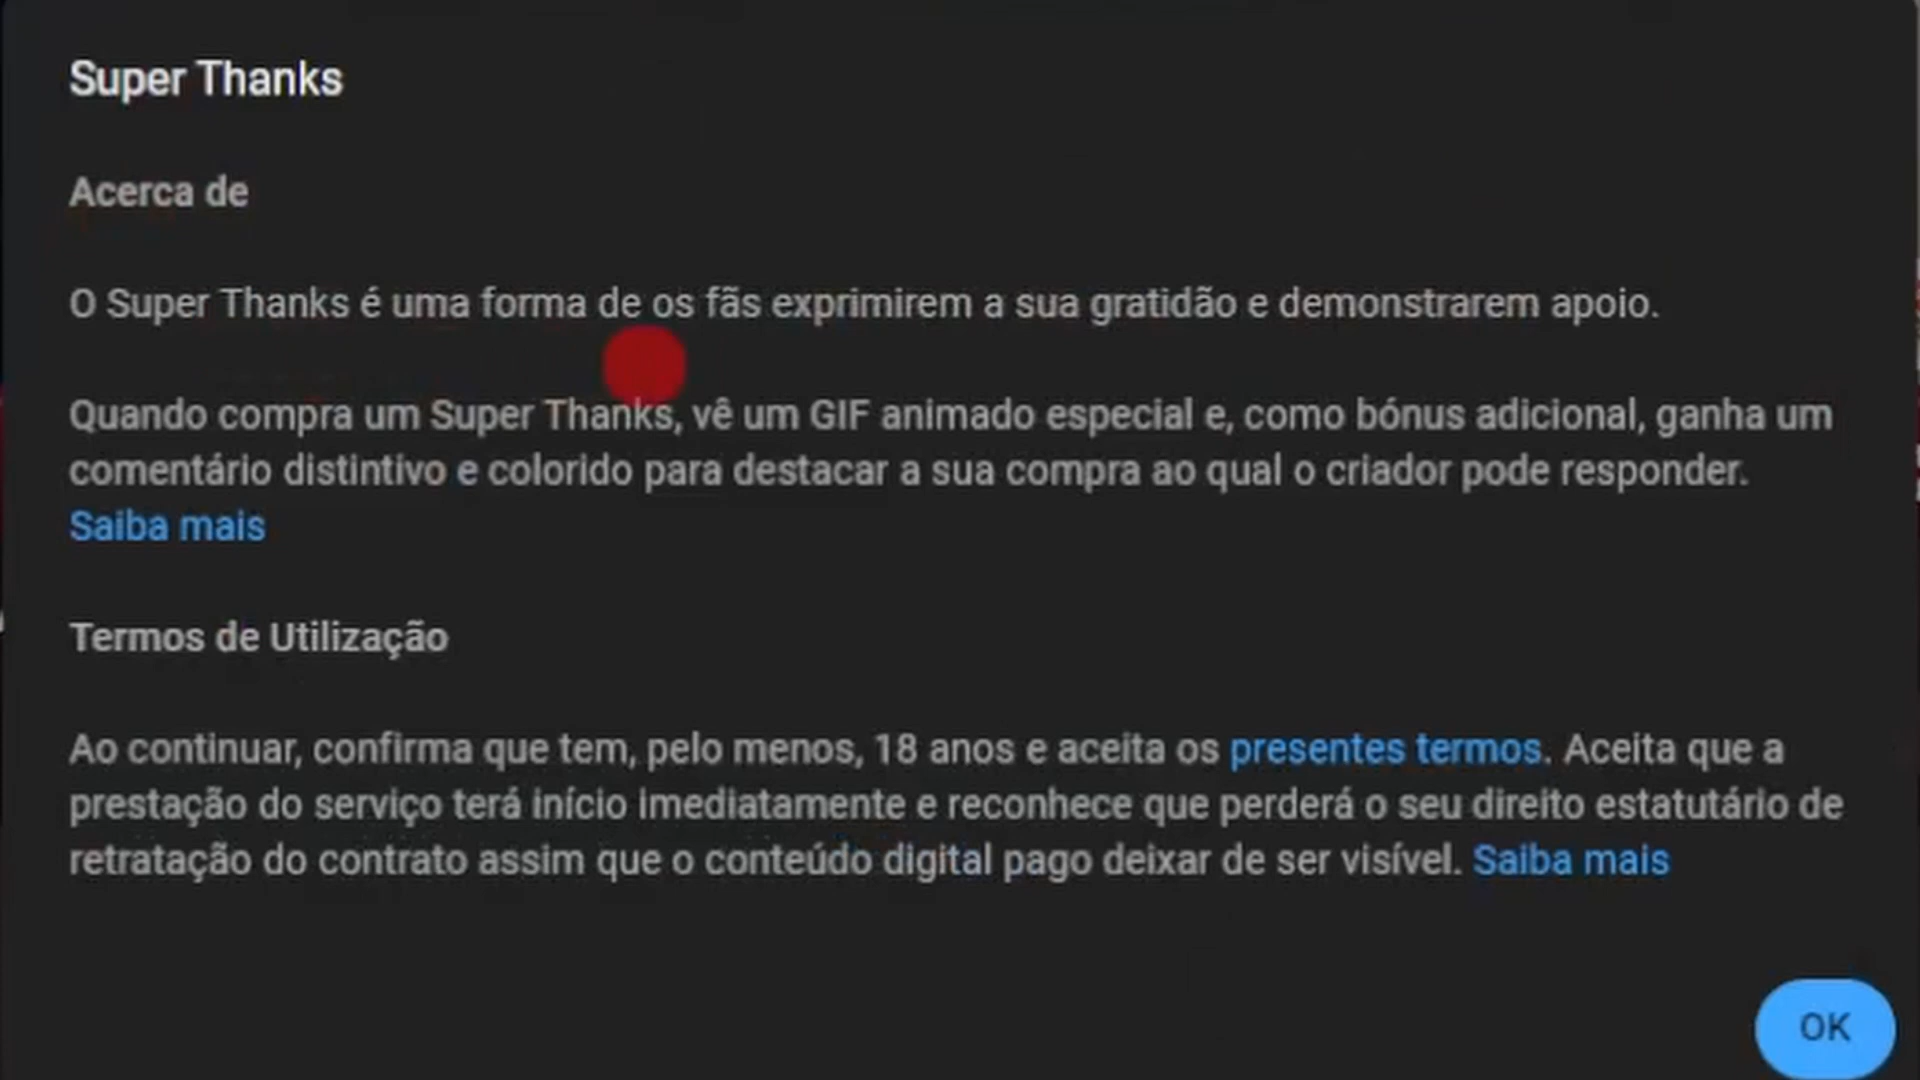 Super Thanks
Acerca de
O Super Thanks é uma forma de os fãs exprimirem a sua gratidão e demonstrarem apoio.
Quando compra um Super Thanks, vê um GIF animado especial e, como bónus adicional, ganha um
comentário distintivo e colorido para destacar a sua compra ao qual o criador pode responder.
Saiba mais
Termos de Utilização
Ao continuar, confirma que tem, pelo menos, 18 anos e aceita os presentes termos. Aceita que a
prestação do serviço terá início imediatamente e reconhece que perderá o seu direito estatutário de
retratação do contrato assim que o conteúdo digital pago deixar de ser visível. Saiba mais
OK